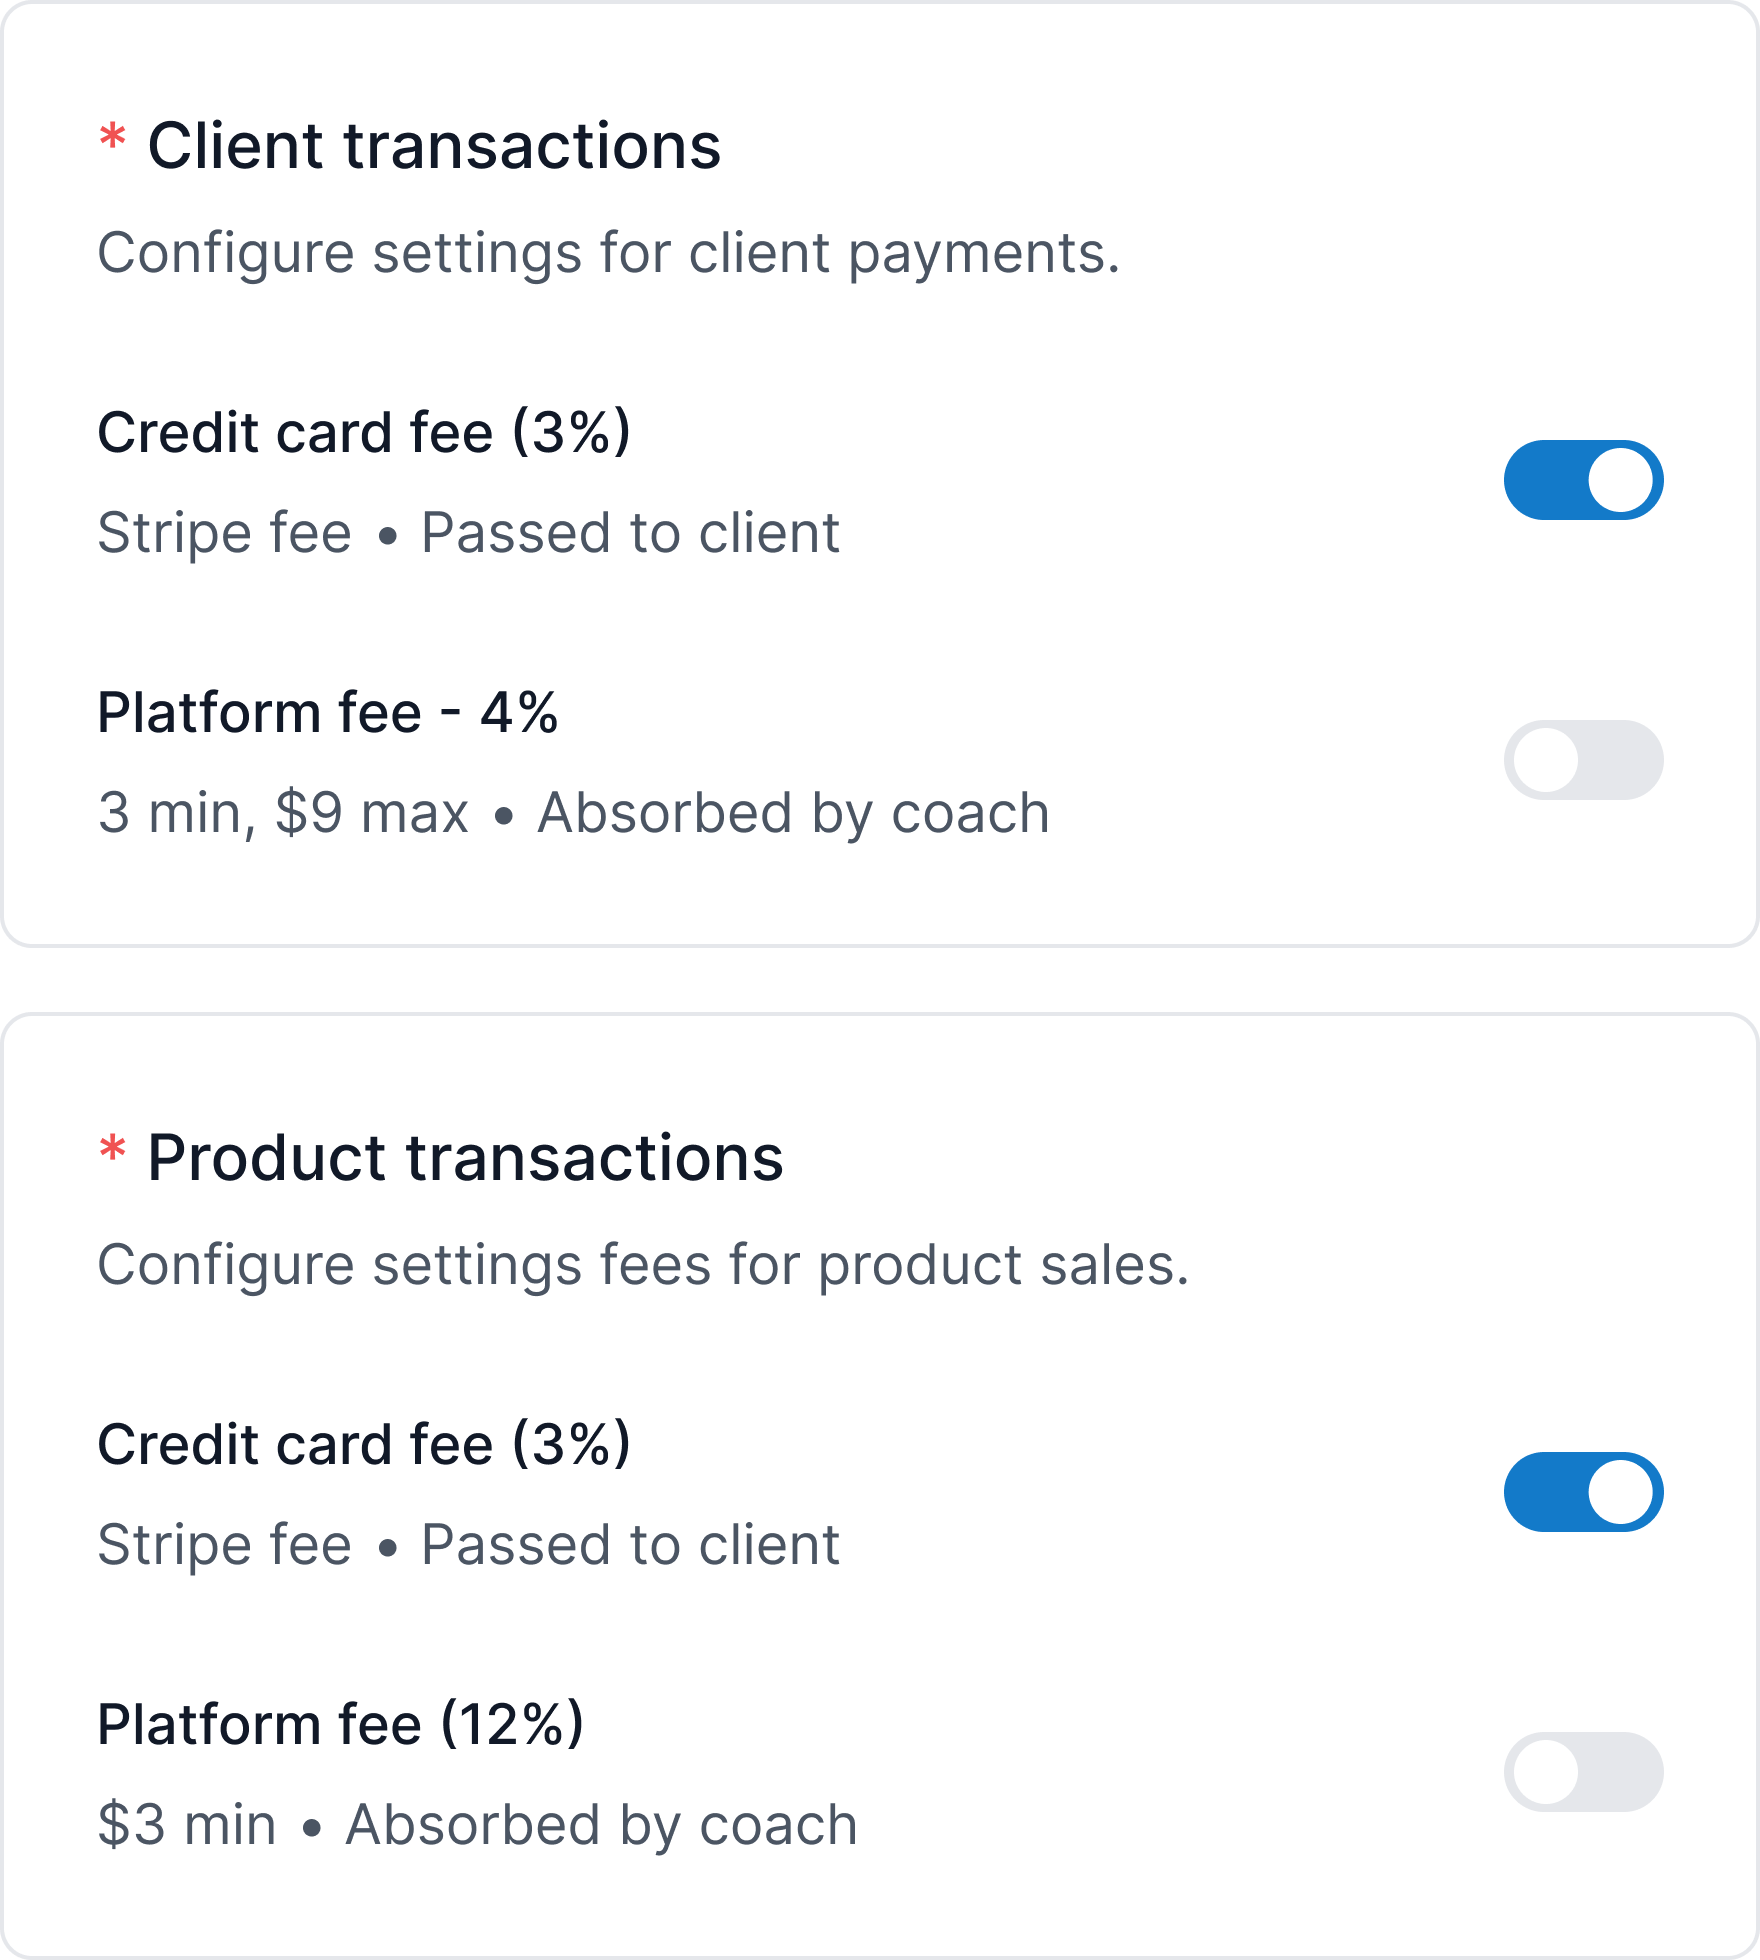 * Client transactions
Configure settings for client payments.
Credit card fee (3%)
Stripe fee • Passed to client
Platform fee - 4%
3 min, $9 max • Absorbed by coach
* Product transactions
Configure settings fees for product sales.
Credit card fee (3%)
Stripe fee • Passed to client
Platform fee (12%)
$3 min • Absorbed by coach